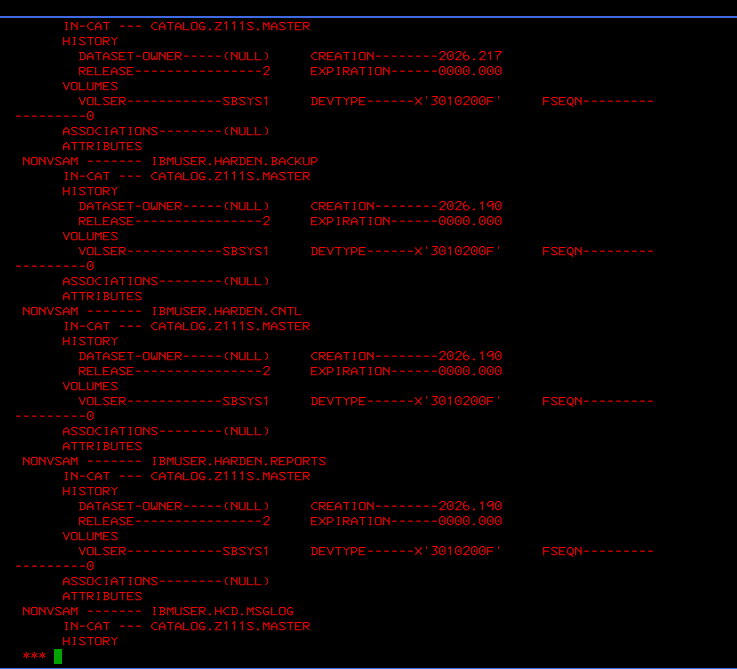 IN-CAT --- CATALOG.Z111S.MASTER
HISTORY
DATASET-OWNER-----(NULL)     CREATION--------2026.217
RELEASE----------------2     EXPIRATION------0000.000
VOLUMES
VOLSER------------SBSYS1     DEVTYPE------X'3010200F'     FSEQN---------
---------0
ASSOCIATIONS--------(NULL)
ATTRIBUTES
NONVSAM ------- IBMUSER.HARDEN.BACKUP
IN-CAT --- CATALOG.Z111S.MASTER
HISTORY
DATASET-OWNER-----(NULL)     CREATION--------2026.190
RELEASE----------------2     EXPIRATION------0000.000
VOLUMES
VOLSER------------SBSYS1     DEVTYPE------X'3010200F'     FSEQN---------
---------0
ASSOCIATIONS--------(NULL)
ATTRIBUTES
NONVSAM ------- IBMUSER.HARDEN.CNTL
IN-CAT --- CATALOG.Z111S.MASTER
HISTORY
DATASET-OWNER-----(NULL)     CREATION--------2026.190
RELEASE----------------2     EXPIRATION------0000.000
VOLUMES
VOLSER------------SBSYS1     DEVTYPE------X'3010200F'     FSEQN---------
---------0
ASSOCIATIONS--------(NULL)
ATTRIBUTES
NONVSAM ------- IBMUSER.HARDEN.REPORTS
IN-CAT --- CATALOG.Z111S.MASTER
HISTORY
DATASET-OWNER-----(NULL)     CREATION--------2026.190
RELEASE----------------2     EXPIRATION------0000.000
VOLUMES
VOLSER------------SBSYS1     DEVTYPE------X'3010200F'     FSEQN---------
---------0
ASSOCIATIONS--------(NULL)
ATTRIBUTES
NONVSAM ------- IBMUSER.HCD.MSGLOG
IN-CAT --- CATALOG.Z111S.MASTER
HISTORY
***